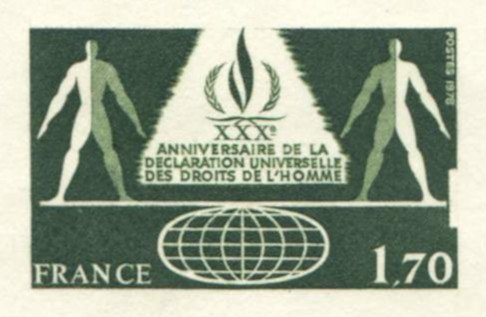 POSTES 1978
XXXe
ANNIVERSAIRE DE LA
DECLARATION UNIVERSELLE
DES DROITS DE L'HOMME
FRANCE
1,70